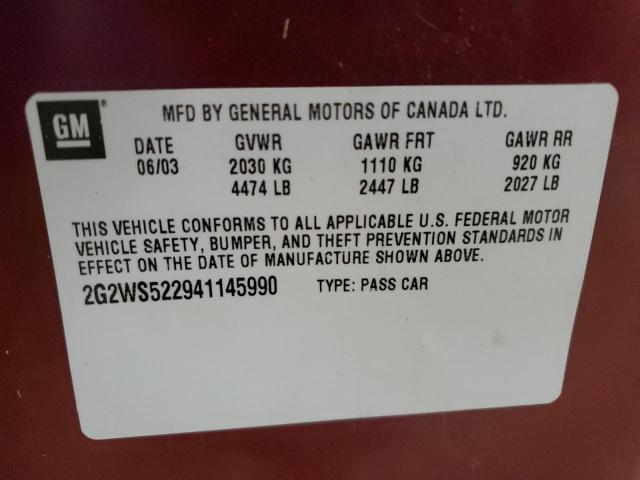 GM ®
MFD BY GENERAL MOTORS OF CANADA LTD.
DATE GVWR GAWR FRT GAWR RR
06/03 2030 KG 1110 KG 920 KG
4474 LB 2447 LB 2027 LB
THIS VEHICLE CONFORMS TO ALL APPLICABLE U.S. FEDERAL MOTOR
VEHICLE SAFETY, BUMPER, AND THEFT PREVENTION STANDARDS IN
EFFECT ON THE DATE OF MANUFACTURE SHOWN ABOVE.
2G2WS522941145990 TYPE: PASS CAR